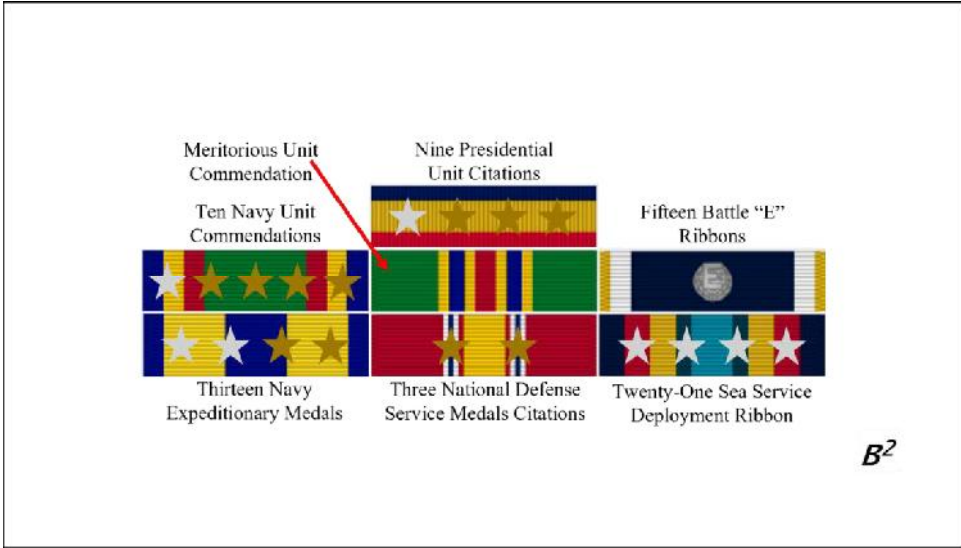 Meritorious Unit
Commendation
Nine Presidential
Unit Citations
Ten Navy Unit
Commendations
Fifteen Battle “E”
Ribbons
E
Thirteen Navy
Expeditionary Medals
Three National Defense
Service Medals Citations
Twenty-One Sea Service
Deployment Ribbon
B²